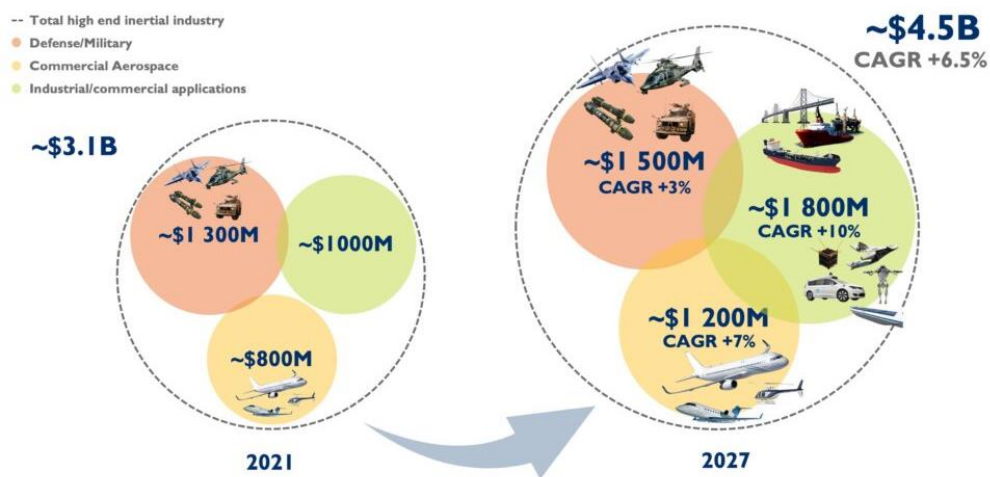 -- Total high end inertial industry
Defense/Military
Commercial Aerospace
Industrial/commercial applications
~$3.1B
~$1 300M
~$1000M
~$800M
2021
~$4.5B
CAGR +6.5%
~$1 500M
CAGR +3%
~$1 800M
CAGR +10%
~$1 200M
CAGR +7%
2027